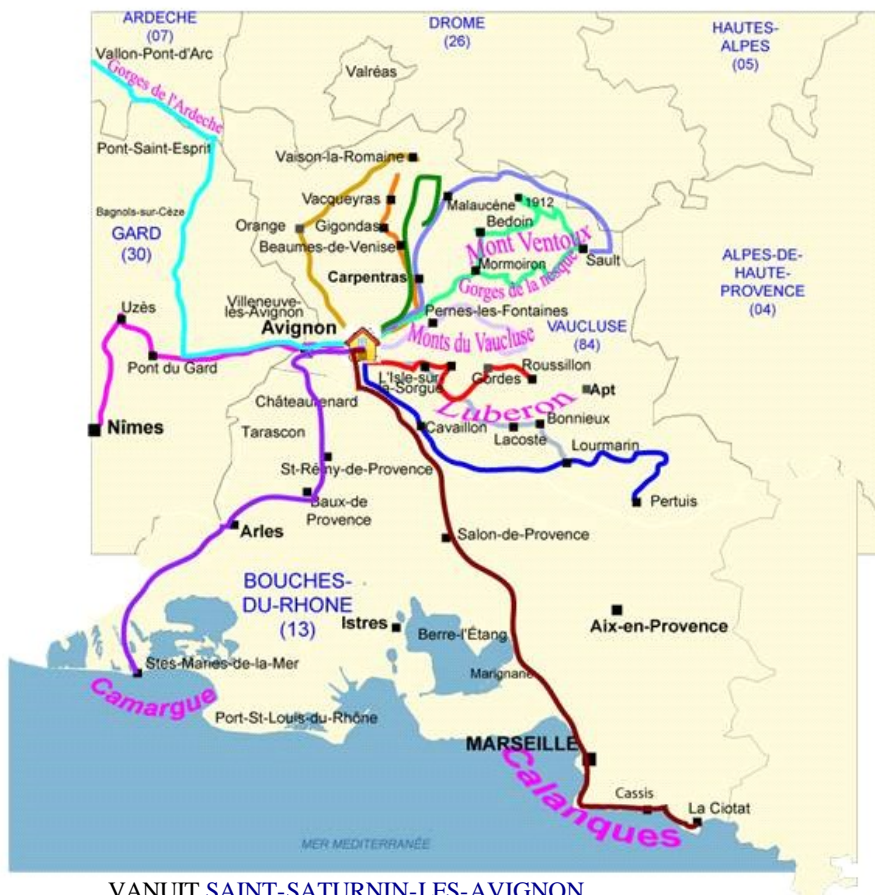 ARDECHE
(07)
DROME
(26)
HAUTES-
ALPES
(05)
Vallon-Pont-d'Arc
Gorges de l'Ardeche
Valréas
Pont-Saint-Esprit
Vaison-la-Romaine
Vacqueyras
Malaucène
1912
Bagnols-sur-Cèze
Orange
Gigondas
Bedoin
GARD
(30)
Beaumes-de-Venise
Mont Ventoux
Sault
Carpentras
Mormoiron
Gorges de la nesque
ALPES-DE-
HAUTE-
PROVENCE
(04)
Uzès
Villeneuve-
lès-Avignon
Pernes-les-Fontaines
Avignon
Monts du Vaucluse
VAUCLUSE
(84)
Pont du Gard
L'Isle-sur
la-Sorgue
Gordes
Roussillon
Apt
Châteaurenard
Luberon
Nîmes
Tarascon
Cavaillon
Lacoste
Bonnieux
Lourmarin
St-Rémy-de-Provence
Baux-de
Provence
Pertuis
Arles
Salon-de-Provence
BOUCHES-
DU-RHONE
(13)
Istres
Berre-l'Étang
Aix-en-Provence
Stes-Maries-de-la-Mer
Marignane
Camargue
Port-St-Louis-du-Rhône
MARSEILLE
Calanques
Cassis
La Ciotat
MER MEDITERRANÉE
VANUIT SAINT-SATURNIN-LES-AVIGNON